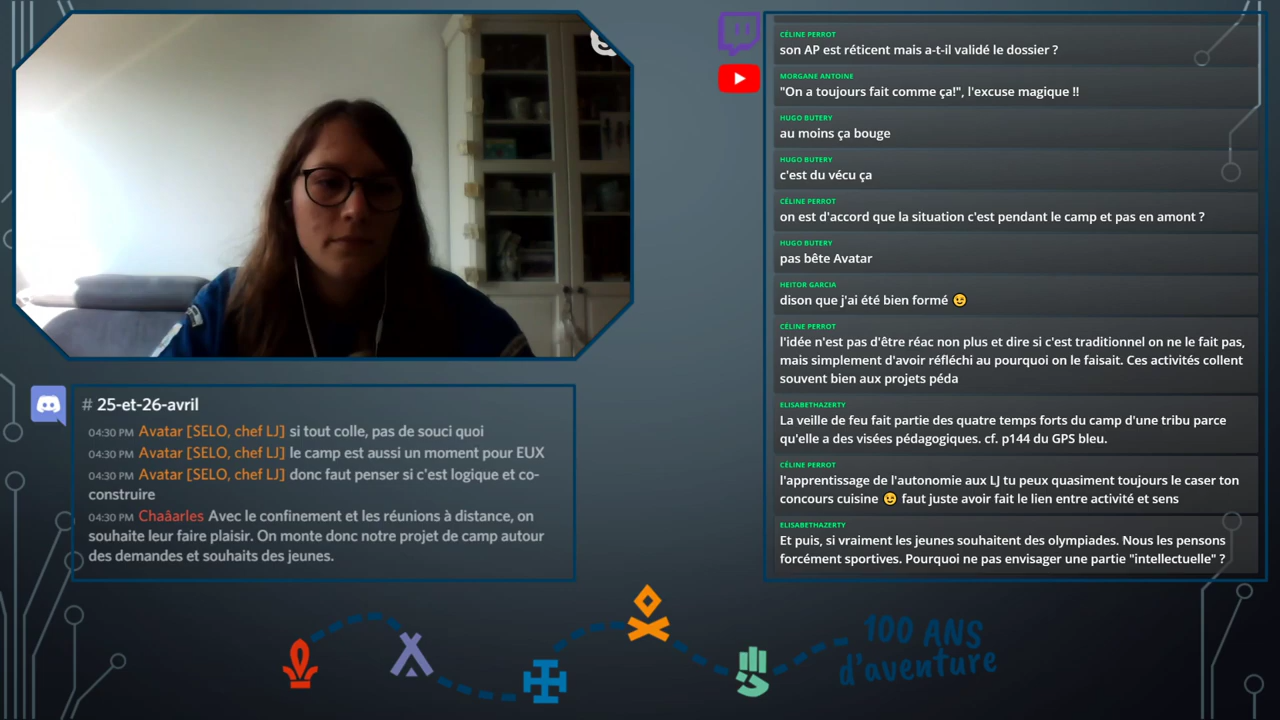 # 25-et-26-avril
04:30 PM Avatar [SELO, chef LJ] si tout colle, pas de souci quoi
04:30 PM Avatar [SELO, chef LJ] le camp est aussi un moment pour EUX
04:30 PM Avatar [SELO, chef LJ] donc faut penser si c'est logique et co-
construire
04:30 PM Chaâarles Avec le confinement et les réunions à distance, on
souhaite leur faire plaisir. On monte donc notre projet de camp autour
des demandes et souhaits des jeunes.
CÉLINE PERROT
son AP est réticent mais a-t-il validé le dossier ?
MORGANE ANTOINE
"On a toujours fait comme ça!", l'excuse magique !!
HUGO BUTERY
au moins ça bouge
HUGO BUTERY
c'est du vécu ça
CÉLINE PERROT
on est d'accord que la situation c'est pendant le camp et pas en amont ?
HUGO BUTERY
pas bête Avatar
HEITOR GARCIA
dison que j'ai été bien formé 😉
CÉLINE PERROT
l'idée n'est pas d'être réac non plus et dire si c'est traditionnel on ne le fait pas,
mais simplement d'avoir réfléchi au pourquoi on le faisait. Ces activités collent
souvent bien aux projets péda
ELISABETHAZERTY
La veille de feu fait partie des quatre temps forts du camp d'une tribu parce
qu'elle a des visées pédagogiques. cf. p144 du GPS bleu.
CÉLINE PERROT
l'apprentissage de l'autonomie aux LJ tu peux quasiment toujours le caser ton
concours cuisine 😉 faut juste avoir fait le lien entre activité et sens
ELISABETHAZERTY
Et puis, si vraiment les jeunes souhaitent des olympiades. Nous les pensons
forcément sportives. Pourquoi ne pas envisager une partie "intellectuelle" ?
100 ANS
d'aventure